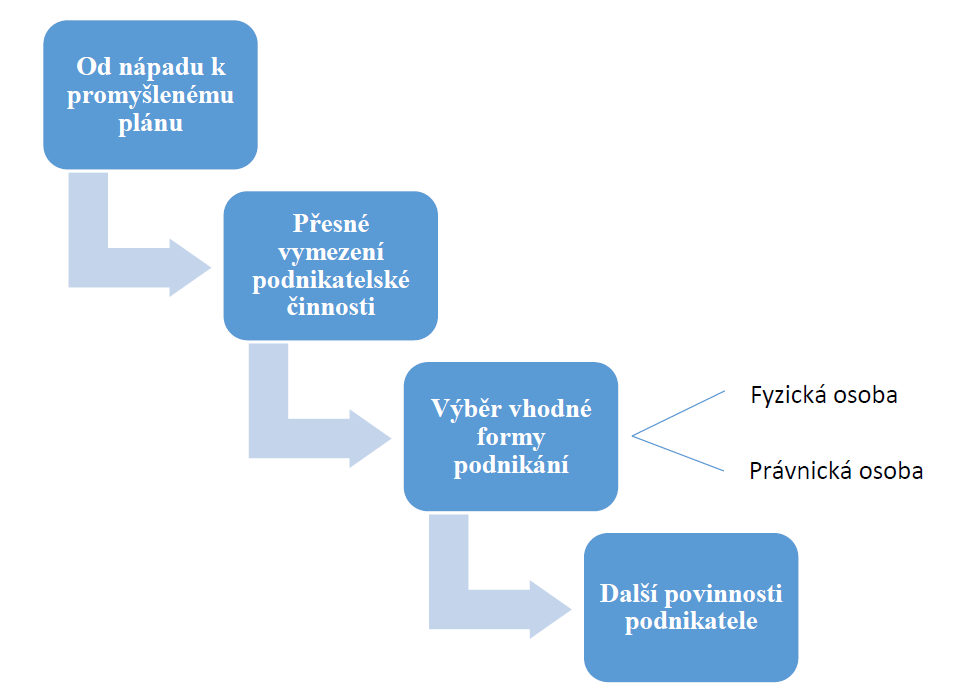 Od nápadu k
promyšlenému
plánu
Přesné
vymezení
podnikatelské
činnosti
Výběr vhodné
formy
podnikání
Fyzická osoba
Právnická osoba
Další povinnosti
podnikatele